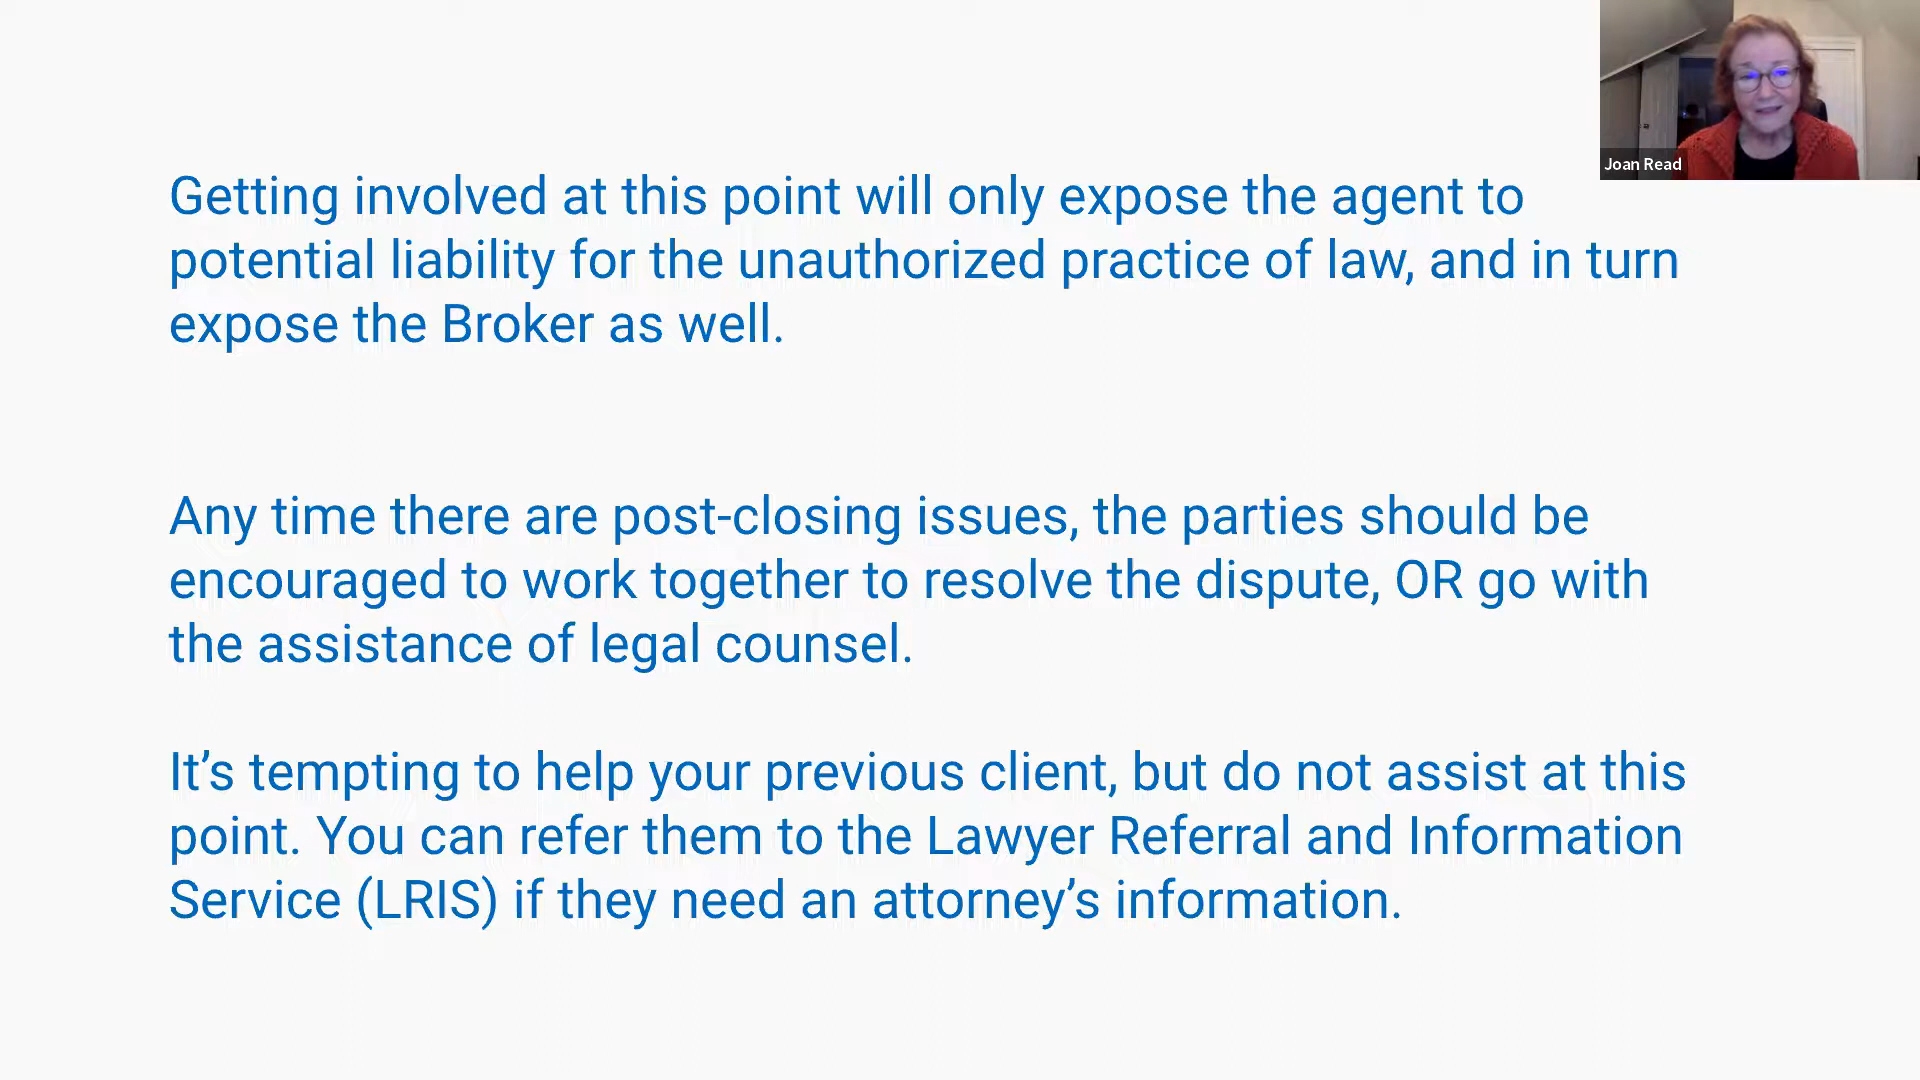 Joan Read
Getting involved at this point will only expose the agent to
potential liability for the unauthorized practice of law, and in turn
expose the Broker as well.
Any time there are post-closing issues, the parties should be
encouraged to work together to resolve the dispute, OR go with
the assistance of legal counsel.
It’s tempting to help your previous client, but do not assist at this
point. You can refer them to the Lawyer Referral and Information
Service (LRIS) if they need an attorney’s information.